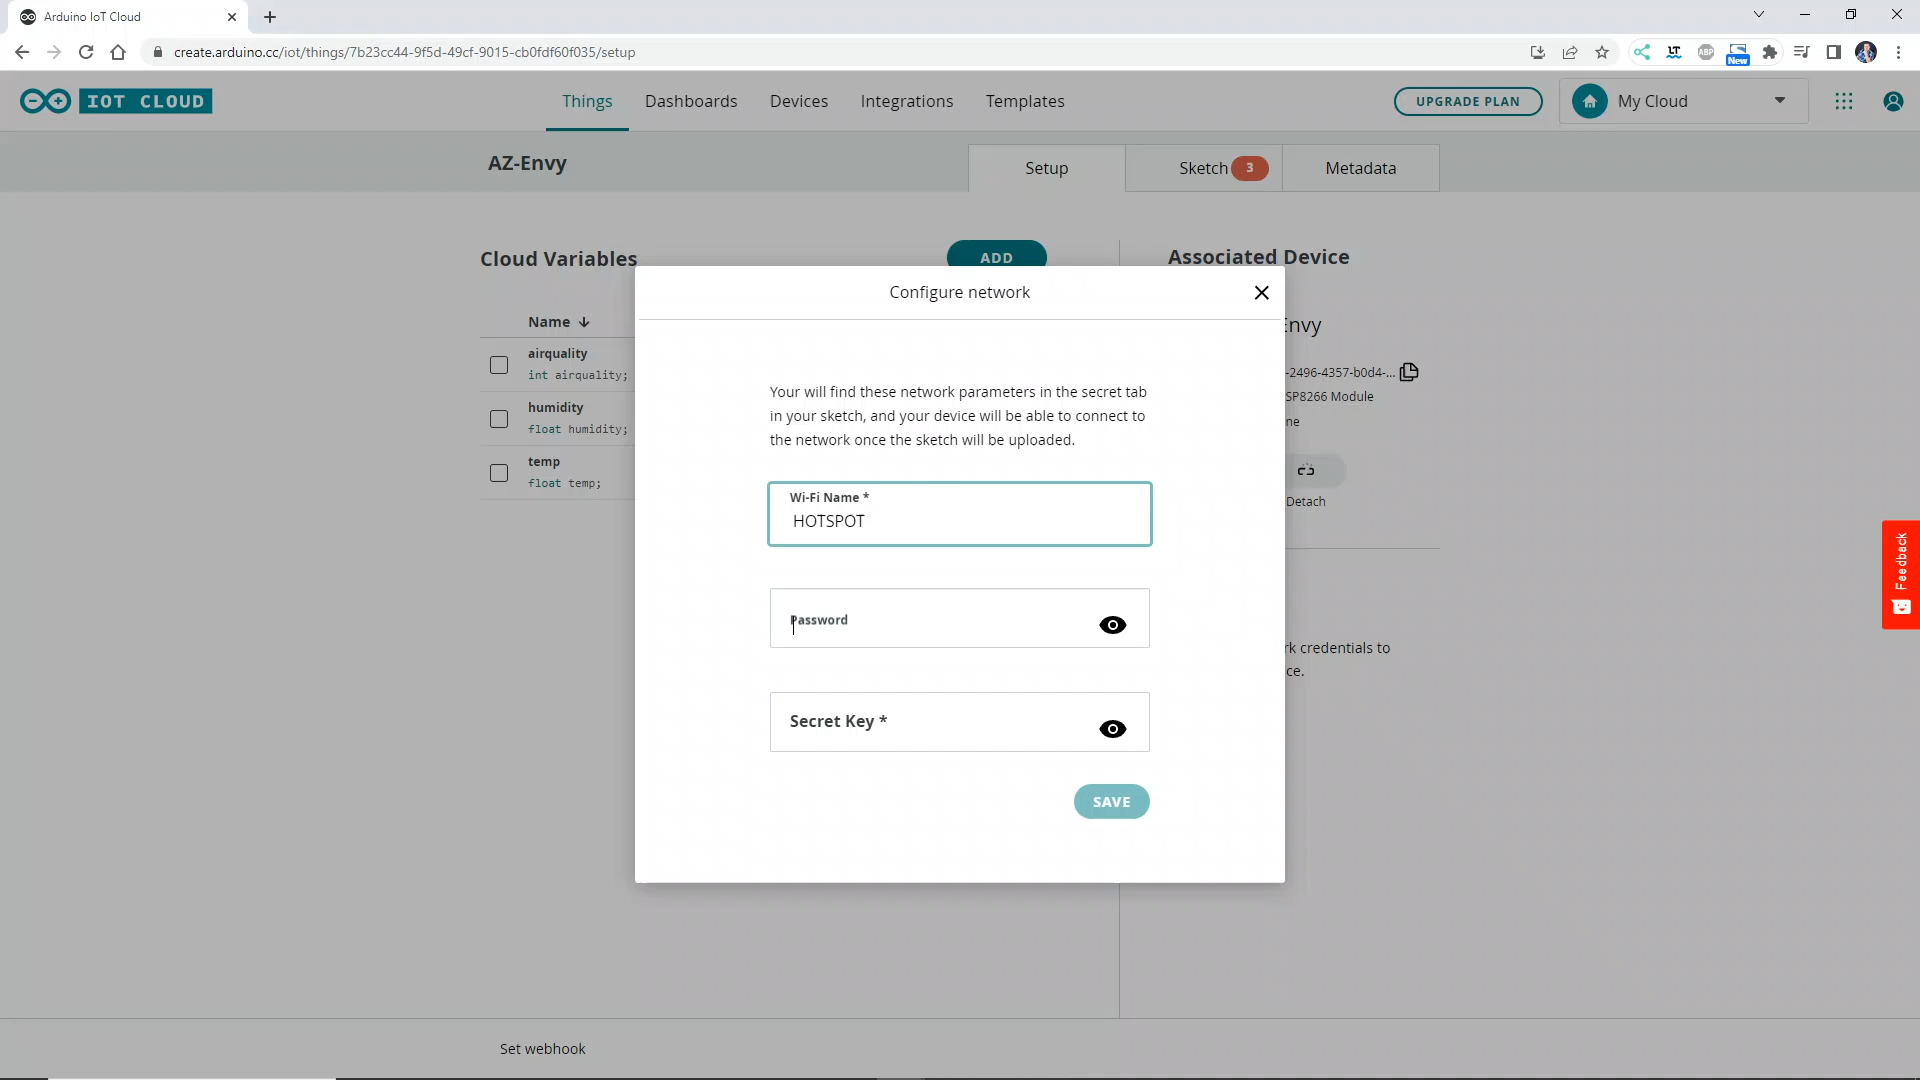 Arduino IoT Cloud
create.arduino.cc/iot/things/7b23cc44-9f5d-49cf-9015-cb0fdf60f035/setup
LT
ABP
New
IOT CLOUD
Things
Dashboards
Devices
Integrations
Templates
UPGRADE PLAN
My Cloud
AZ-Envy
Setup
Sketch 3
Metadata
Cloud Variables
ADD
Associated Device
Name
airquality
int airquality;
humidity
float humidity;
temp
float temp;
Configure network
Your will find these network parameters in the secret tab
in your sketch, and your device will be able to connect to
the network once the sketch will be uploaded.
Wi-Fi Name *
HOTSPOT
Password
Secret Key *
SAVE
Envy
-2496-4357-b0d4-...
SP8266 Module
ne
Detach
rk credentials to
ce.
Feedback
Set webhook